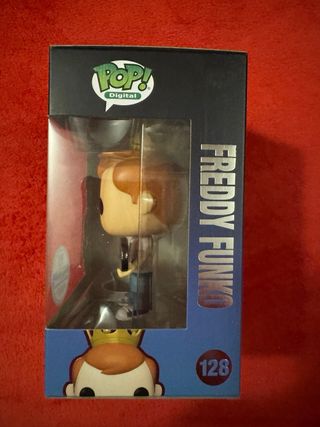 POP!
Digital
FREDDY FUNKO
128